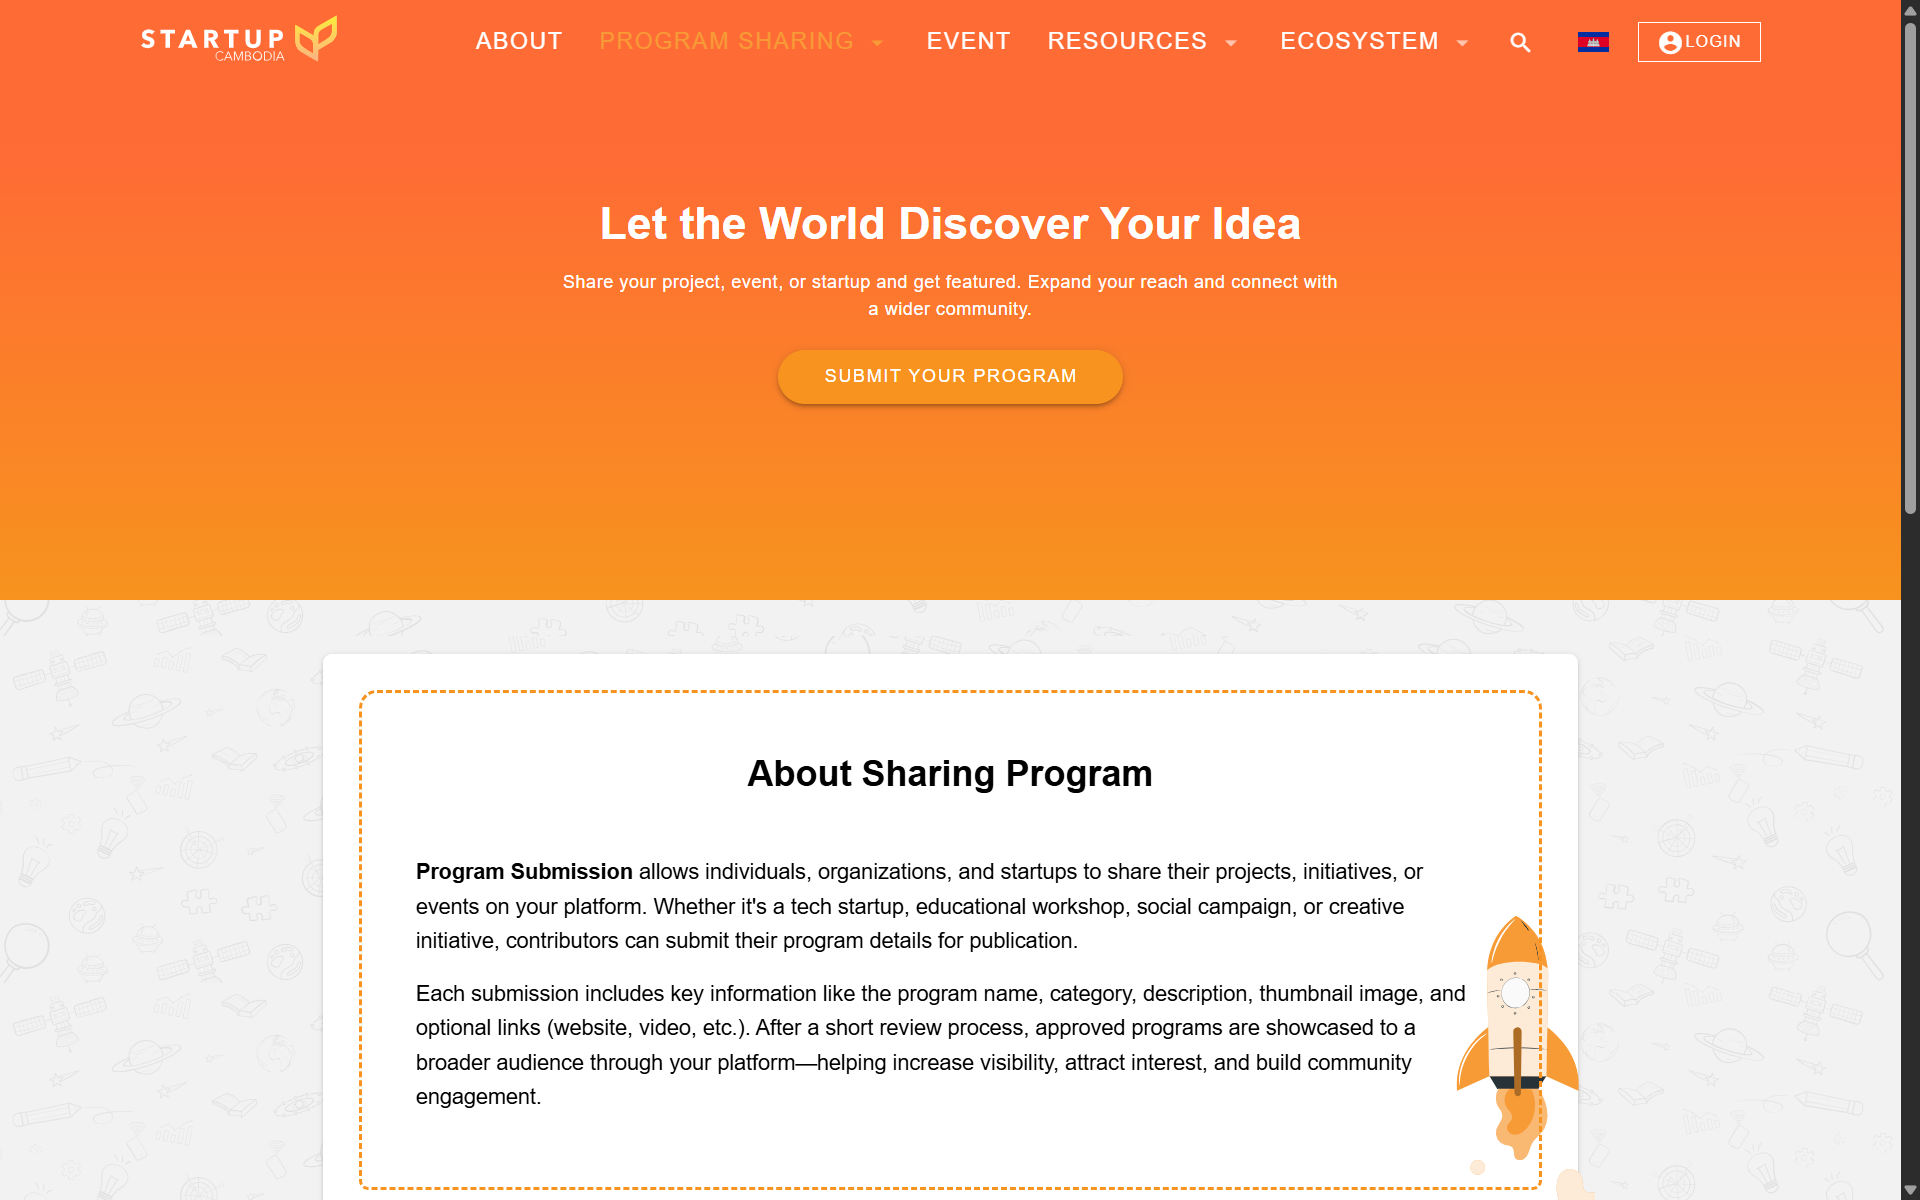 STARTUP
CAMBODIA
ABOUT
PROGRAM SHARING
EVENT
RESOURCES
ECOSYSTEM
LOGIN
Let the World Discover Your Idea
Share your project, event, or startup and get featured. Expand your reach and connect with
a wider community.
SUBMIT YOUR PROGRAM
About Sharing Program
Program Submission allows individuals, organizations, and startups to share their projects, initiatives, or
events on your platform. Whether it's a tech startup, educational workshop, social campaign, or creative
initiative, contributors can submit their program details for publication.
Each submission includes key information like the program name, category, description, thumbnail image, and
optional links (website, video, etc.). After a short review process, approved programs are showcased to a
broader audience through your platform—helping increase visibility, attract interest, and build community
engagement.